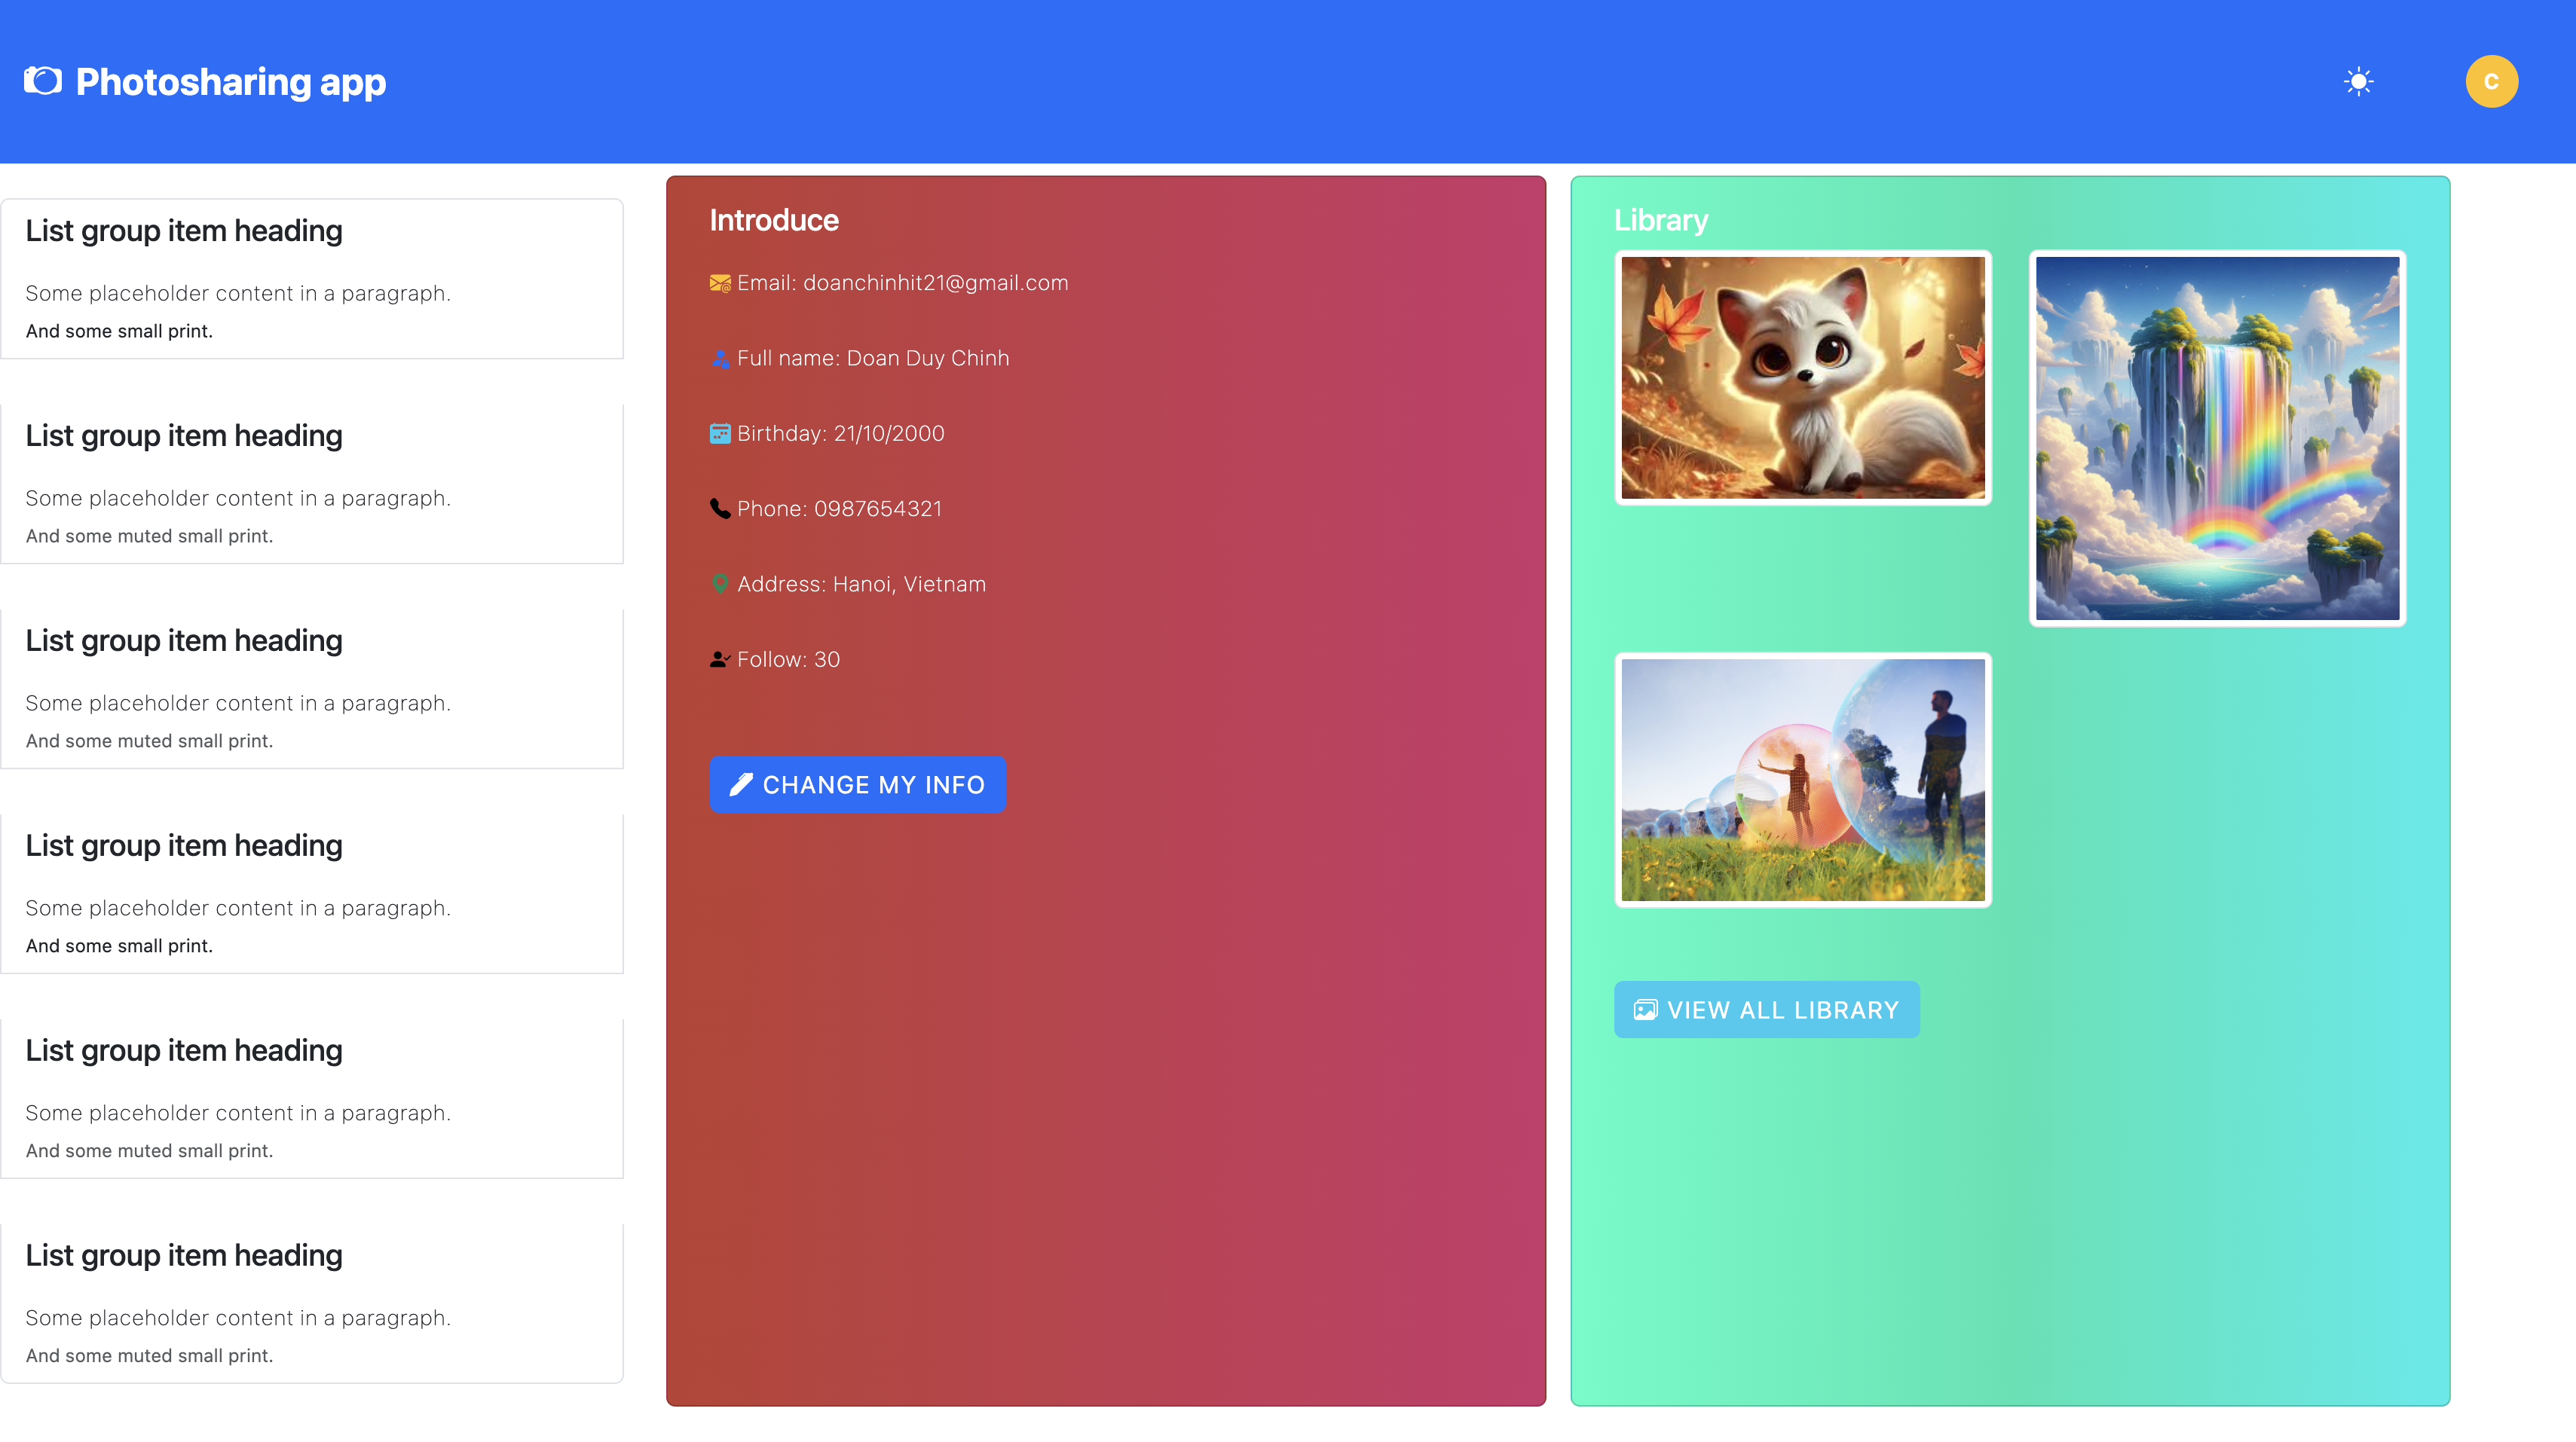 Photosharing app
C
List group item heading
Some placeholder content in a paragraph.
And some small print.
List group item heading
Some placeholder content in a paragraph.
And some muted small print.
List group item heading
Some placeholder content in a paragraph.
And some muted small print.
List group item heading
Some placeholder content in a paragraph.
And some small print.
List group item heading
Some placeholder content in a paragraph.
And some muted small print.
List group item heading
Some placeholder content in a paragraph.
And some muted small print.
Introduce
Email: doanchinhit21@gmail.com
Full name: Doan Duy Chinh
Birthday: 21/10/2000
Phone: 0987654321
Address: Hanoi, Vietnam
Follow: 30
CHANGE MY INFO
Library
VIEW ALL LIBRARY